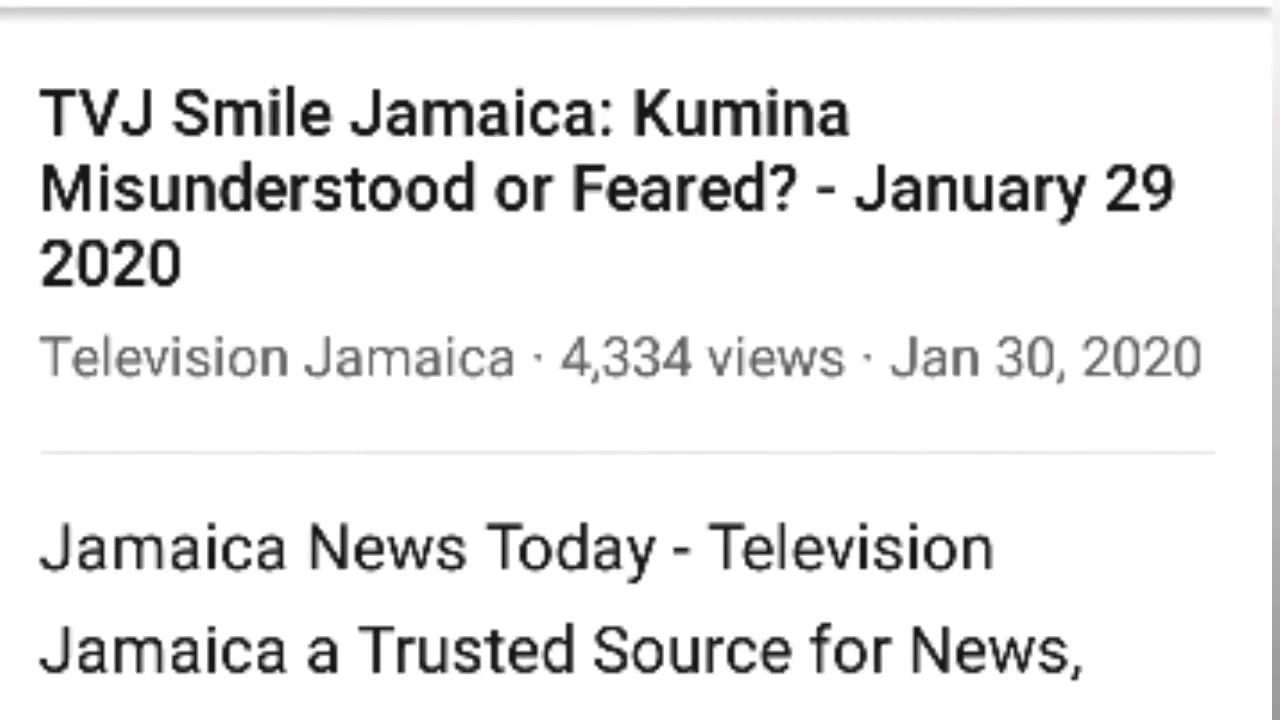 TVJ Smile Jamaica: Kumina
Misunderstood or Feared? - January 29
2020
Television Jamaica · 4,334 views · Jan 30, 2020
Jamaica News Today - Television
Jamaica a Trusted Source for News,